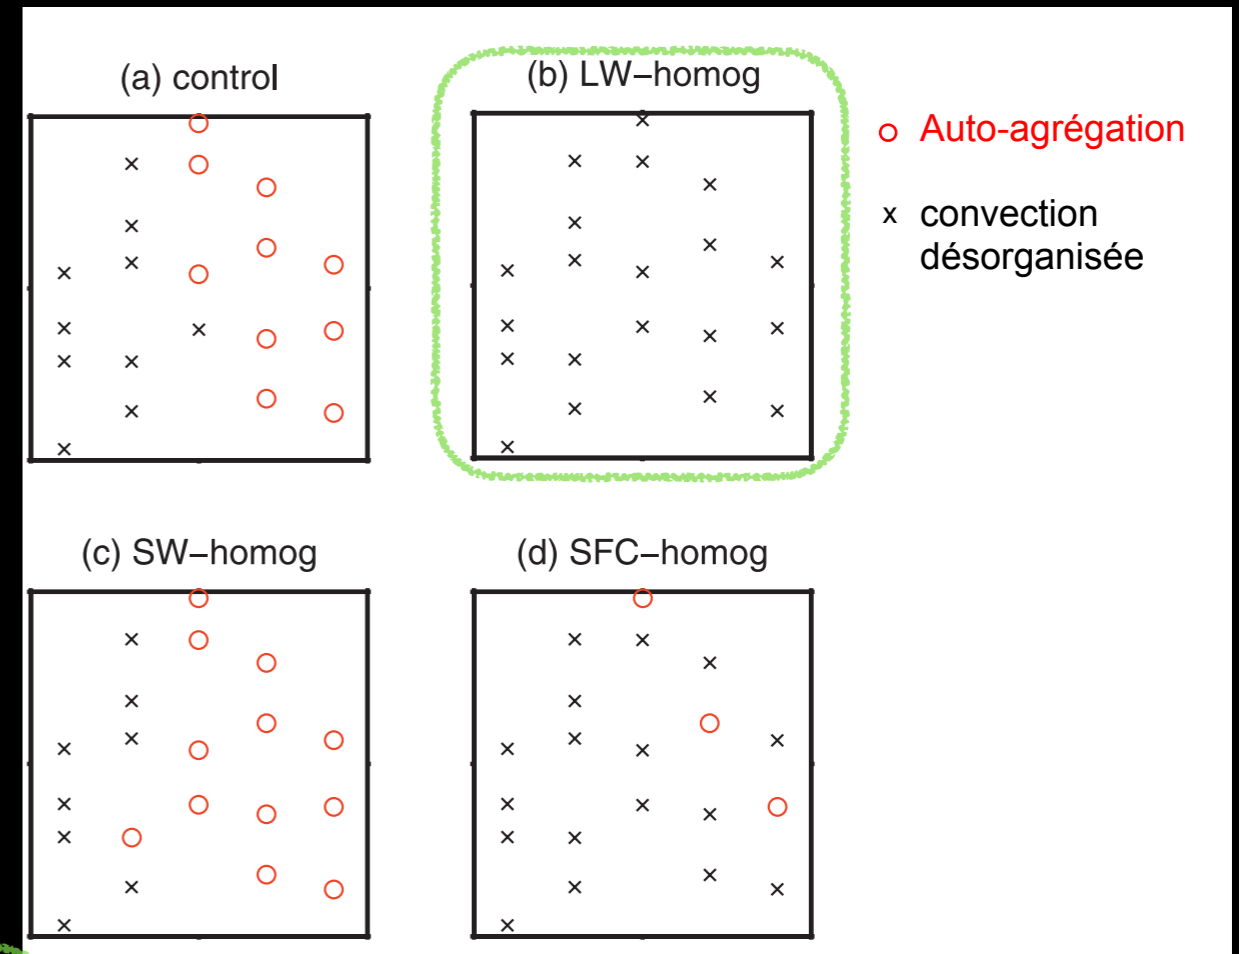 (a) control
(b) LW−homog
Auto-agrégation
convection
désorganisée
(c) SW−homog
(d) SFC−homog